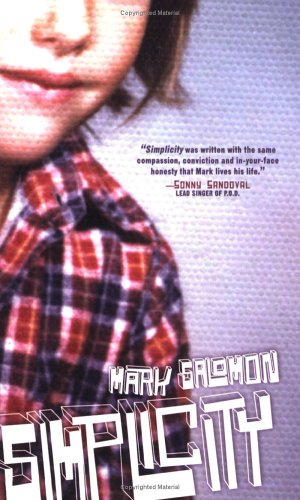 “Simplicity was written with the same
compassion, conviction and in-your-face
honesty that Mark lives his life.”
—SONNY SANDOVAL
LEAD SINGER OF P.O.D.
MARK SALOMON
SIMPLICITY